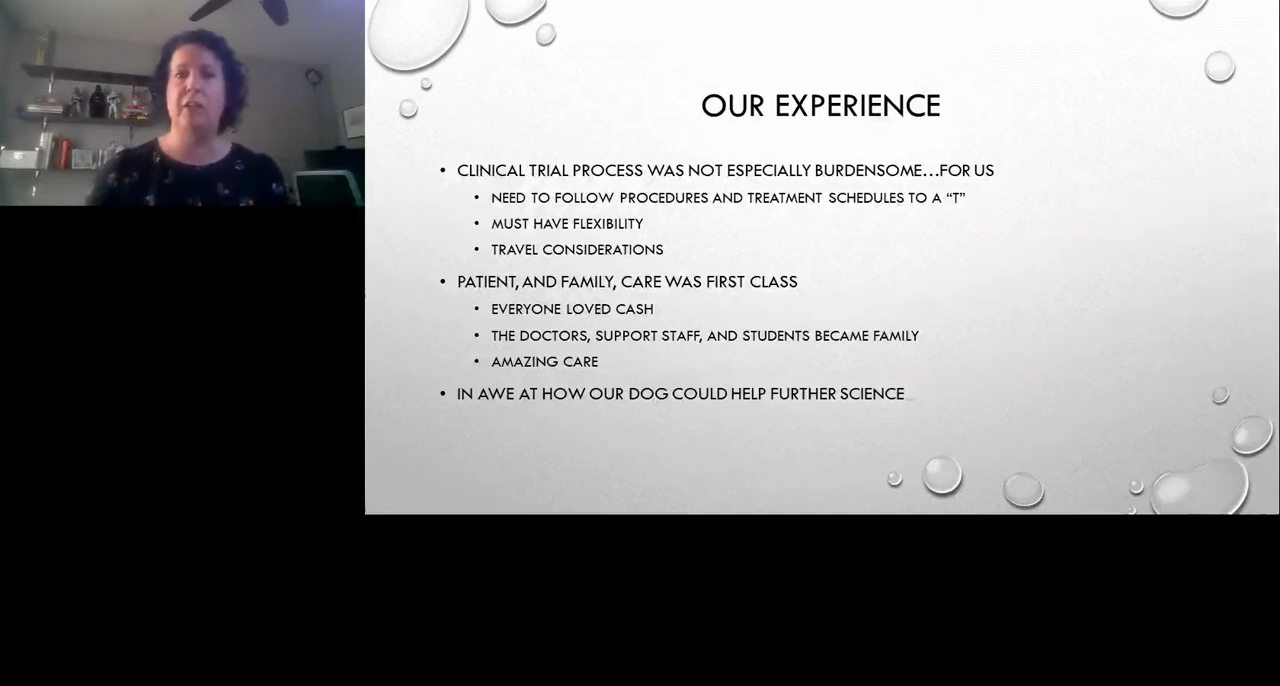 OUR EXPERIENCE
• CLINICAL TRIAL PROCESS WAS NOT ESPECIALLY BURDENSOME...FOR US
• NEED TO FOLLOW PROCEDURES AND TREATMENT SCHEDULES TO A “T”
• MUST HAVE FLEXIBILITY
• TRAVEL CONSIDERATIONS
• PATIENT, AND FAMILY, CARE WAS FIRST CLASS
• EVERYONE LOVED CASH
• THE DOCTORS, SUPPORT STAFF, AND STUDENTS BECAME FAMILY
• AMAZING CARE
• IN AWE AT HOW OUR DOG COULD HELP FURTHER SCIENCE